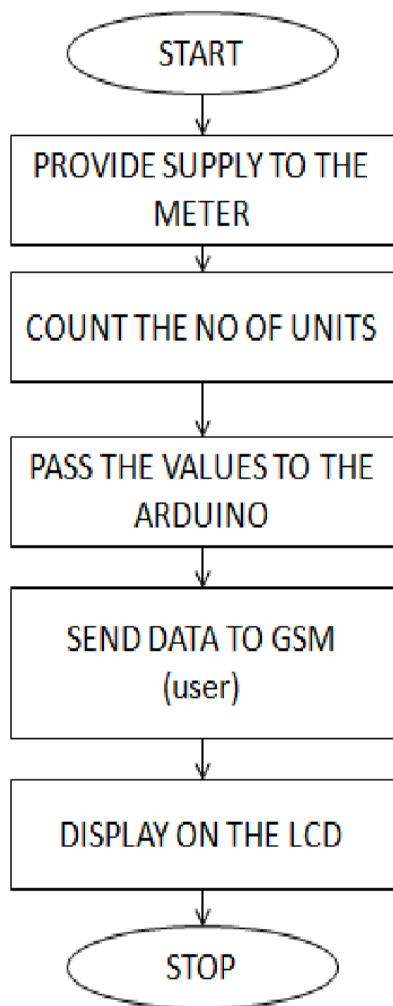 START
PROVIDE SUPPLY TO THE
METER
COUNT THE NO OF UNITS
PASS THE VALUES TO THE
ARDUINO
SEND DATA TO GSM
(user)
DISPLAY ON THE LCD
STOP